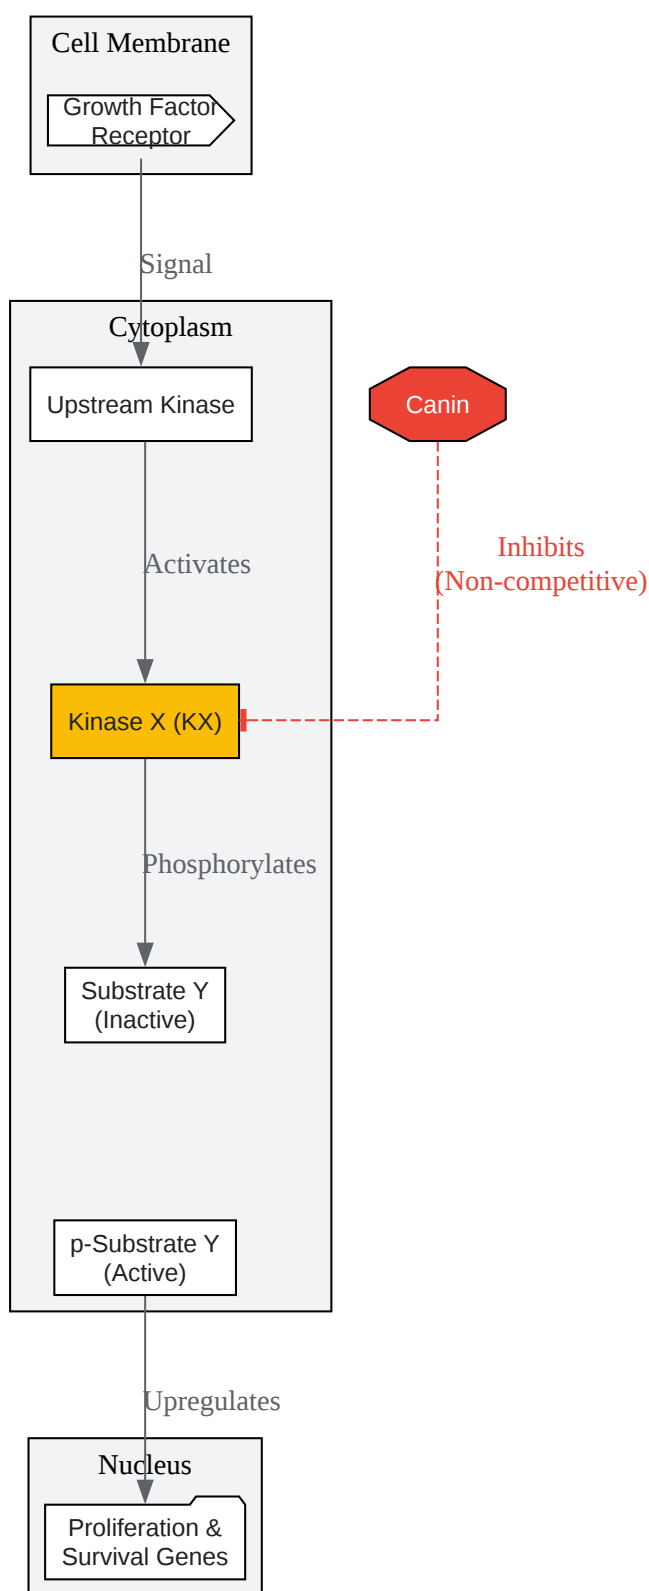 Cell Membrane
Growth Factor
Receptor
Signal
Cytoplasm
Upstream Kinase
Canin
Inhibits
(Non-competitive)
Activates
Kinase X (KX)
Phosphorylates
Substrate Y
(Inactive)
p-Substrate Y
(Active)
Upregulates
Nucleus
Proliferation &
Survival Genes